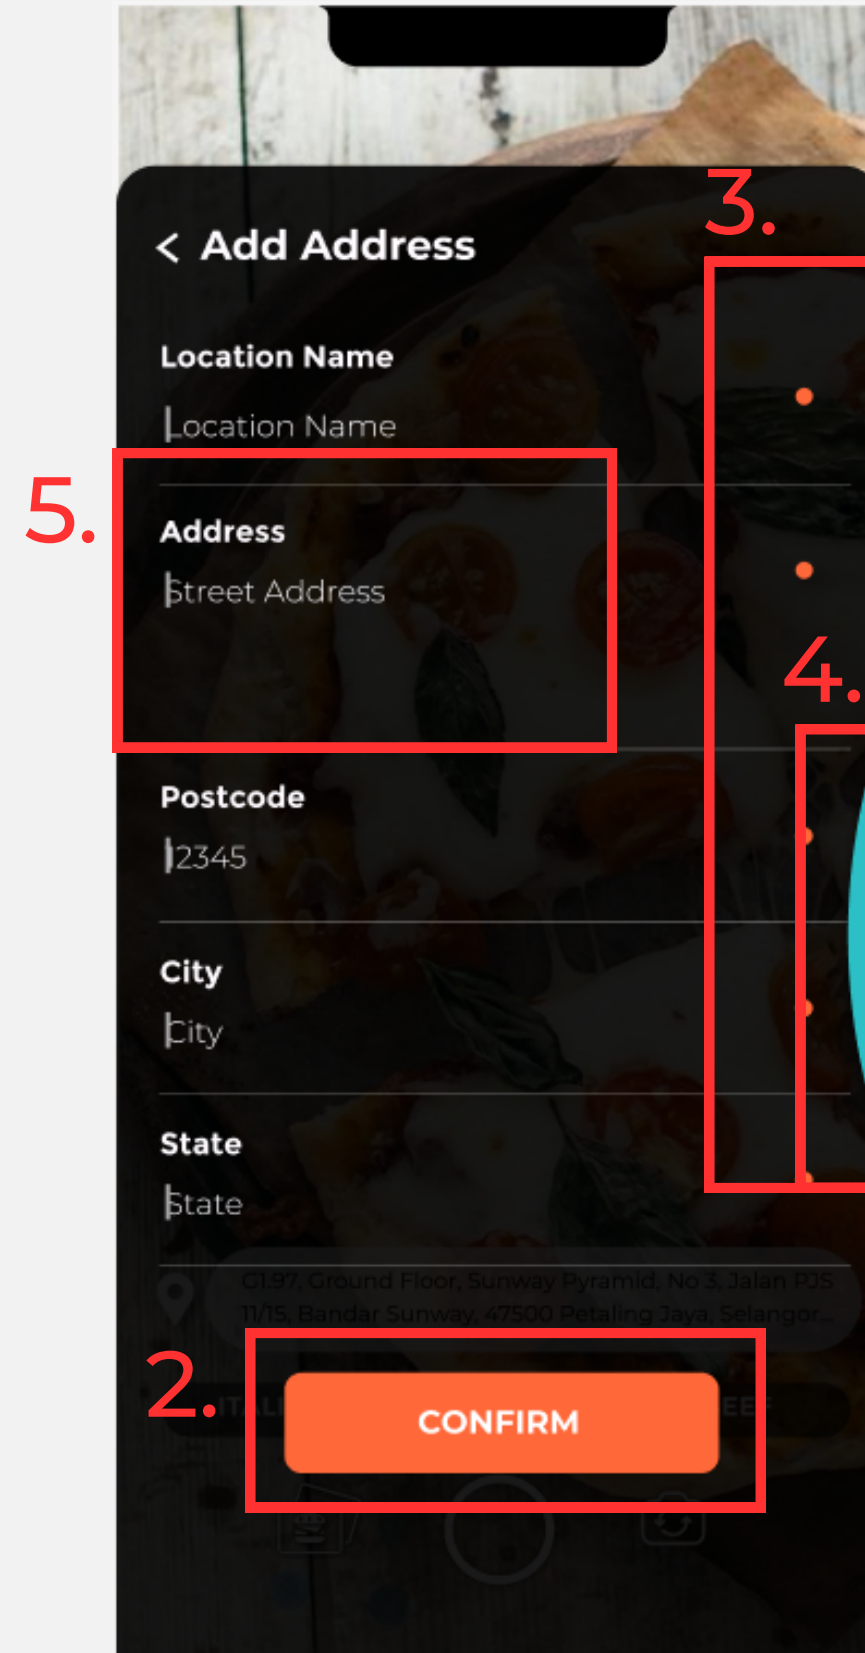 3.
< Add Address
Location Name
Location Name
5.
Address
Street Address
4.
Postcode
12345
City
City
State
State
G1.97, Ground Floor, Sunway Pyramid, No 3, Jalan PJS
11/15, Bandar Sunway, 47500 Petaling Jaya, Selangor...
2.
CONFIRM